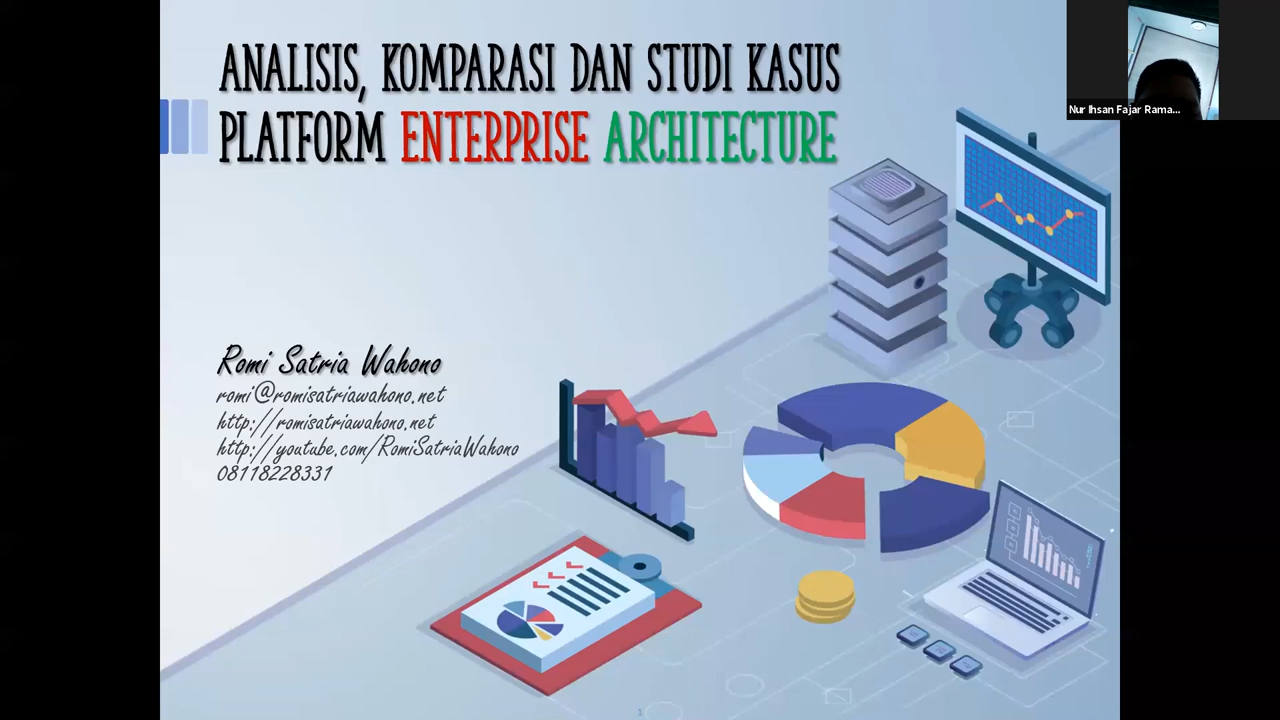 ANALISIS, KOMPARASI DAN STUDI KASUS
PLATFORM ENTERPRISE ARCHITECTURE
Nur Ihsan Fajar Rama...
Romi Satria Wahono
romi@romisatriawahono.net
http://romisatriawahono.net
http://youtube.com/RomiSatriaWahono
08118228331
1